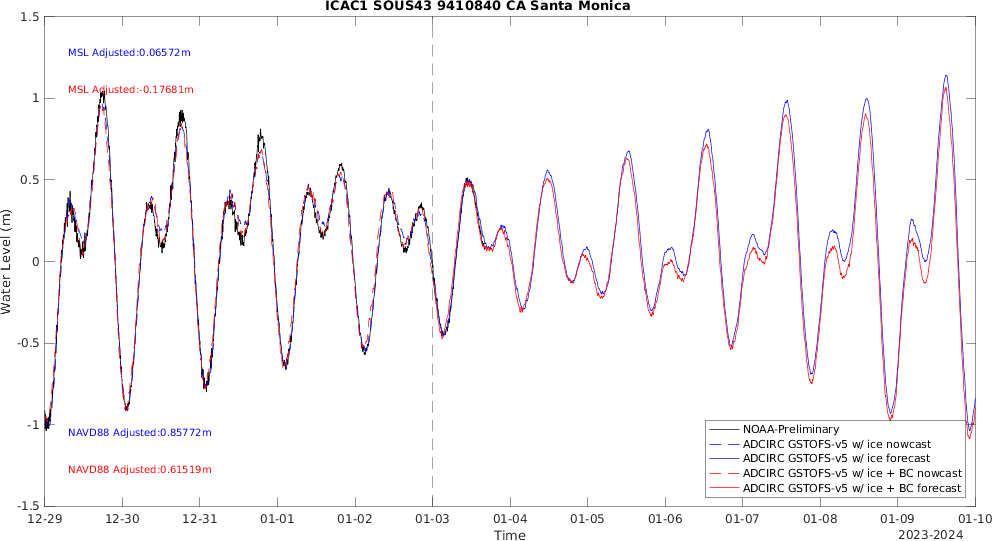 ICAC1 SOUS43 9410840 CA Santa Monica
1.5
1
0.5
0
-0.5
-1
-1.5
Water Level (m)
MSL Adjusted:0.06572m
MSL Adjusted:-0.17681m
NAVD88 Adjusted:0.85772m
NAVD88 Adjusted:0.61519m
NOAA-Preliminary
ADCIRC GSTOFS-v5 w/ ice nowcast
ADCIRC GSTOFS-v5 w/ ice forecast
ADCIRC GSTOFS-v5 w/ ice + BC nowcast
ADCIRC GSTOFS-v5 w/ ice + BC forecast
12-29 12-30 12-31 01-01 01-02 01-03 01-04 01-05 01-06 01-07 01-08 01-09 01-10
Time
2023-2024